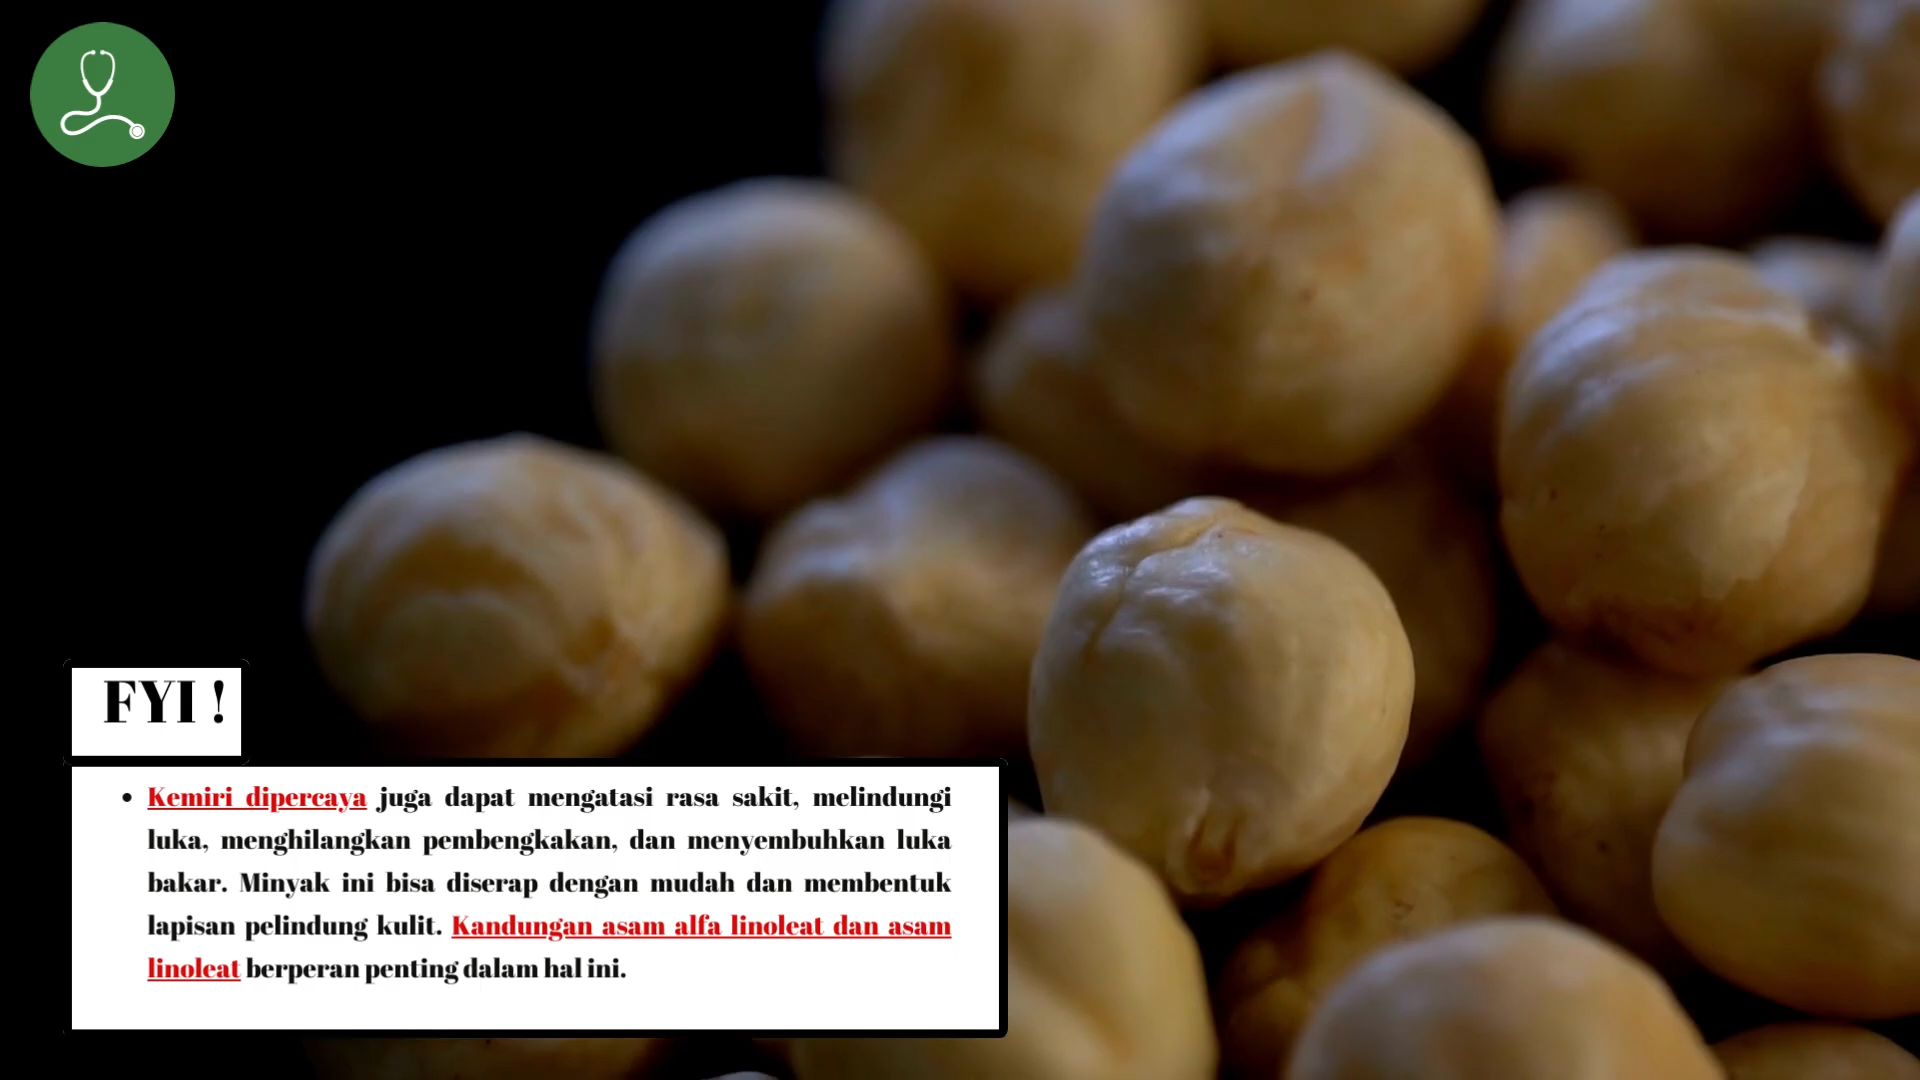 FYI !
• Kemiri dipercaya juga dapat mengatasi rasa sakit, melindungi
luka, menghilangkan pembengkakan, dan menyembuhkan luka
bakar. Minyak ini bisa diserap dengan mudah dan membentuk
lapisan pelindung kulit. Kandungan asam alfa linoleat dan asam
linoleat berperan penting dalam hal ini.